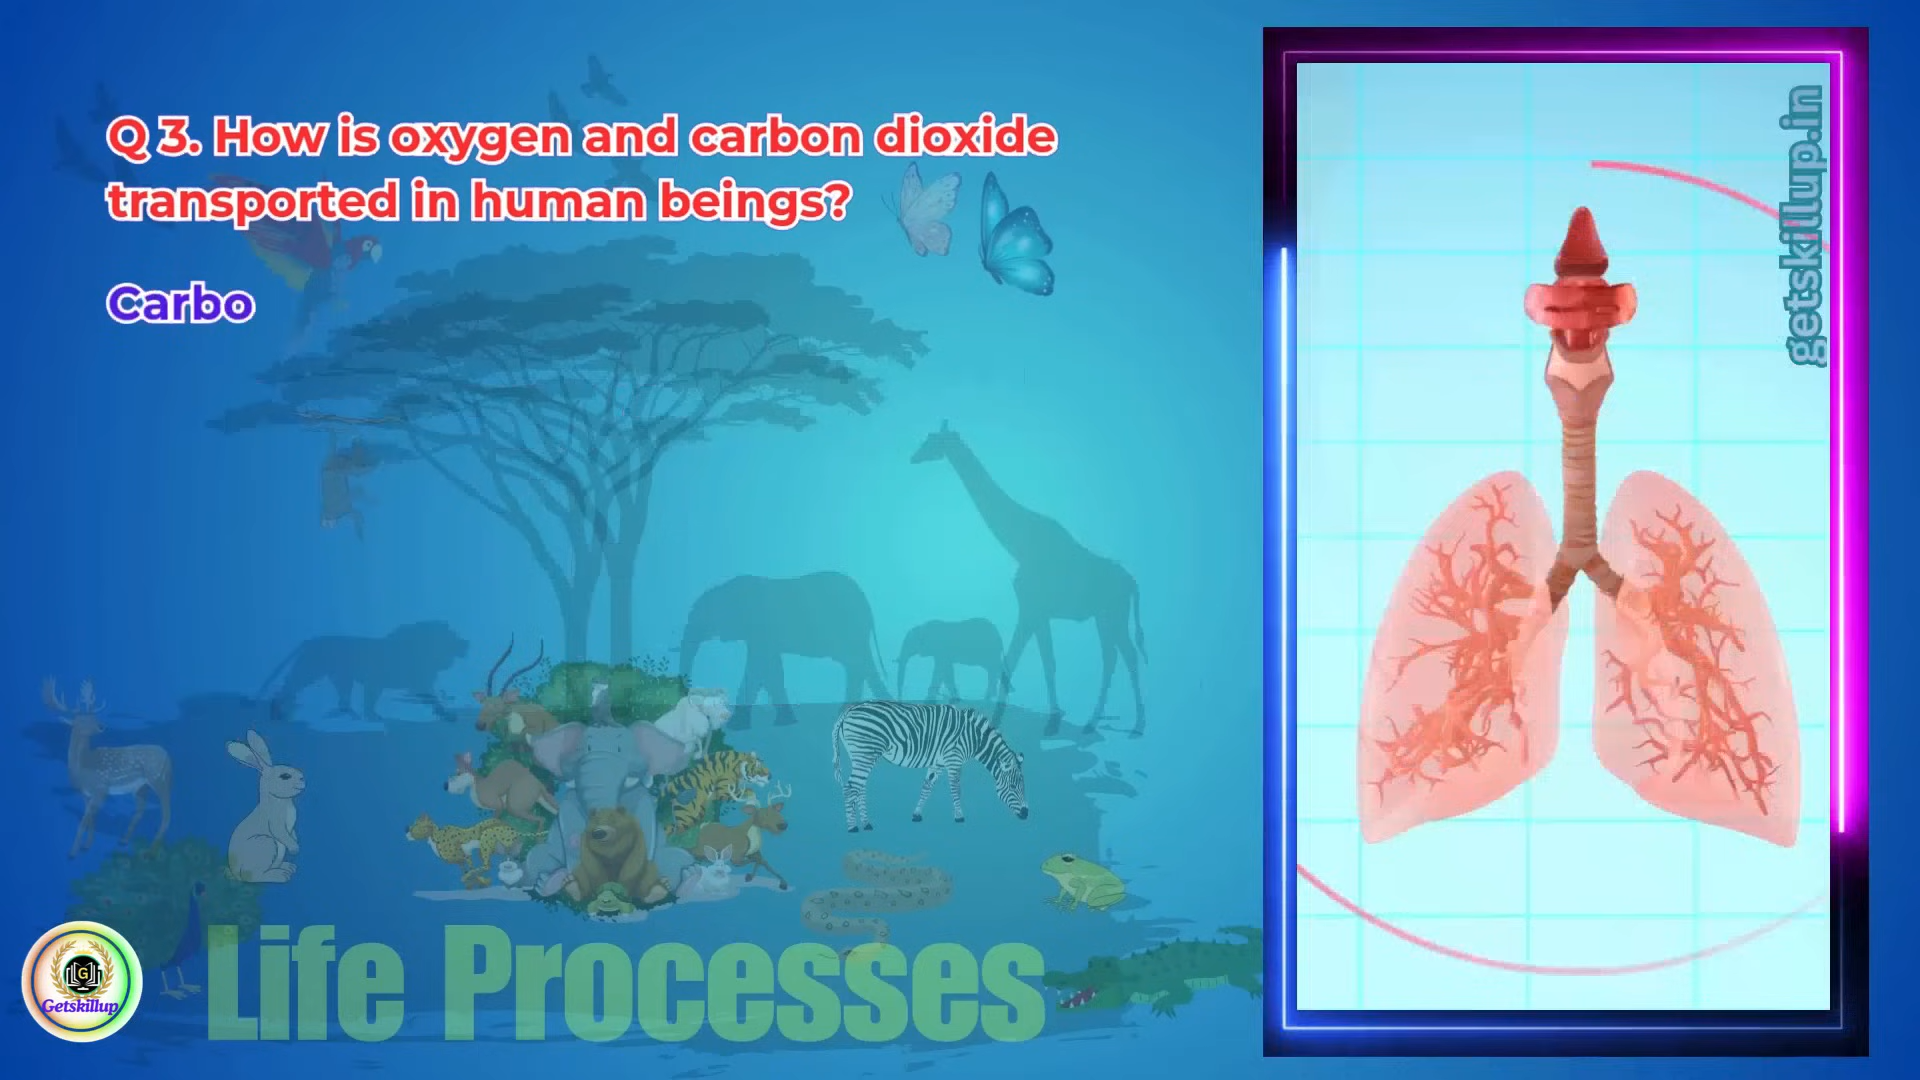 Q 3. How is oxygen and carbon dioxide
transported in human beings?
Carbo
getskillup.in
G
Getskillup
Life Processes